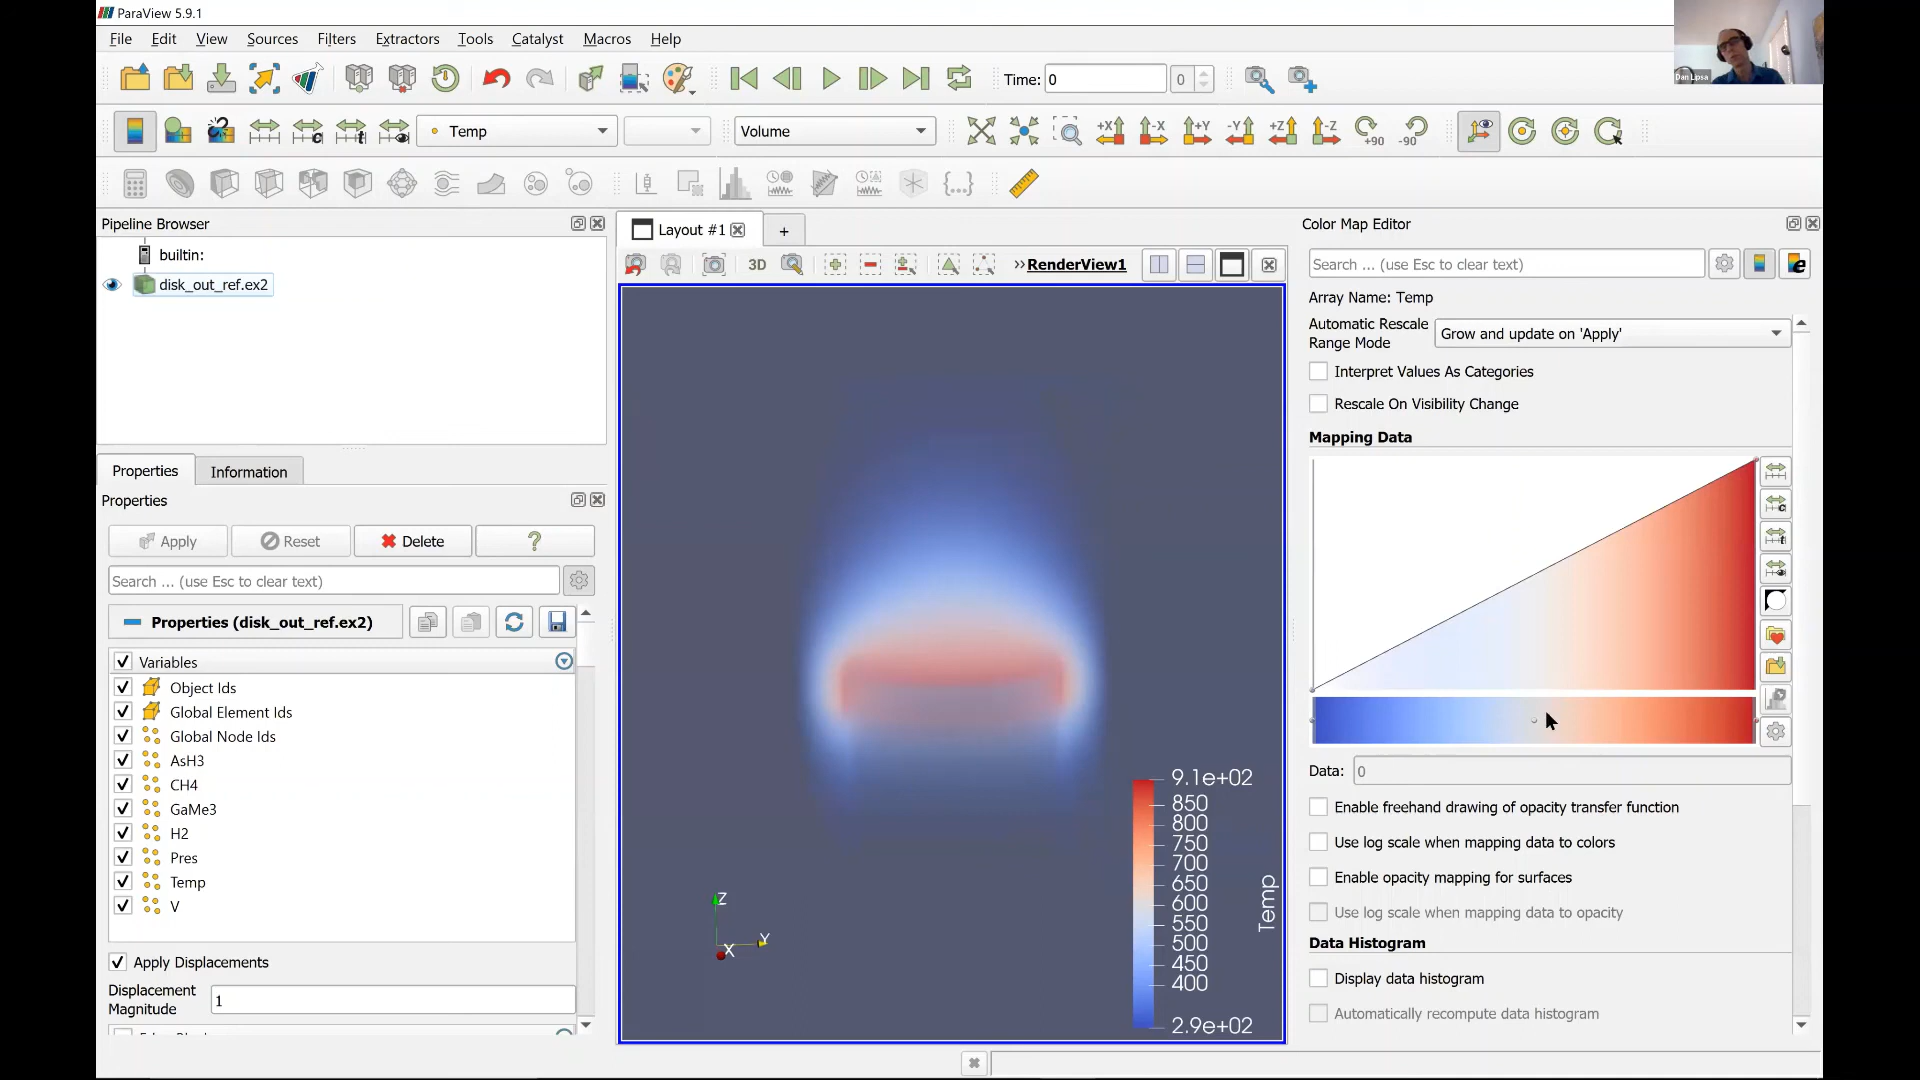 ParaView 5.9.1
File Edit View Sources Filters Extractors Tools Catalyst Macros Help
Time: 0 0
Dan Lipsa
Temp Volume +X -X +Y -Y +Z -Z +90 -90
Pipeline Browser
builtin:
disk_out_ref.ex2
Properties Information
Properties
Apply Reset Delete ?
Search ... (use Esc to clear text)
Properties (disk_out_ref.ex2)
Variables
Object Ids
Global Element Ids
Global Node Ids
AsH3
CH4
GaMe3
H2
Pres
Temp
V
Apply Displacements
Displacement
Magnitude
1
Layout #1 +
3D >> RenderView1
Z
Y
X
9.1e+02
850
800
750
700
650
600
550
500
450
400
2.9e+02
Temp
Color Map Editor
Search ... (use Esc to clear text)
Array Name: Temp
Automatic Rescale
Range Mode
Grow and update on 'Apply'
Interpret Values As Categories
Rescale On Visibility Change
Mapping Data
Data: 0
Enable freehand drawing of opacity transfer function
Use log scale when mapping data to colors
Enable opacity mapping for surfaces
Use log scale when mapping data to opacity
Data Histogram
Display data histogram
Automatically recompute data histogram